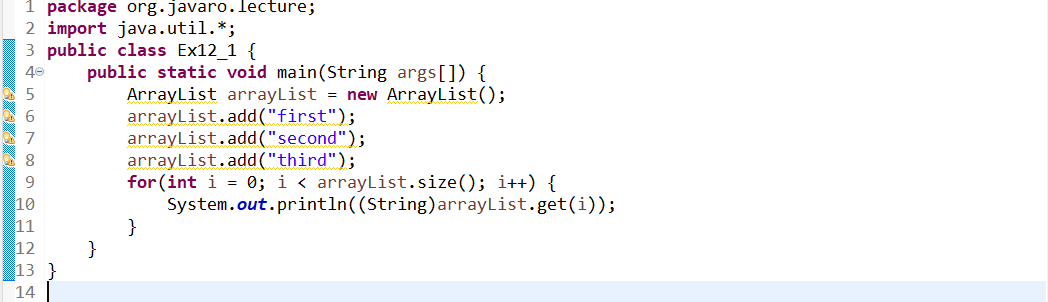 1 package org.javaro.lecture;
2 import java.util.*;
3 public class Ex12_1 {
4     public static void main(String args[]) {
5         ArrayList arrayList = new ArrayList();
6         arrayList.add("first");
7         arrayList.add("second");
8         arrayList.add("third");
9         for(int i = 0; i < arrayList.size(); i++) {
10             System.out.println((String)arrayList.get(i));
11         }
12     }
13 }
14